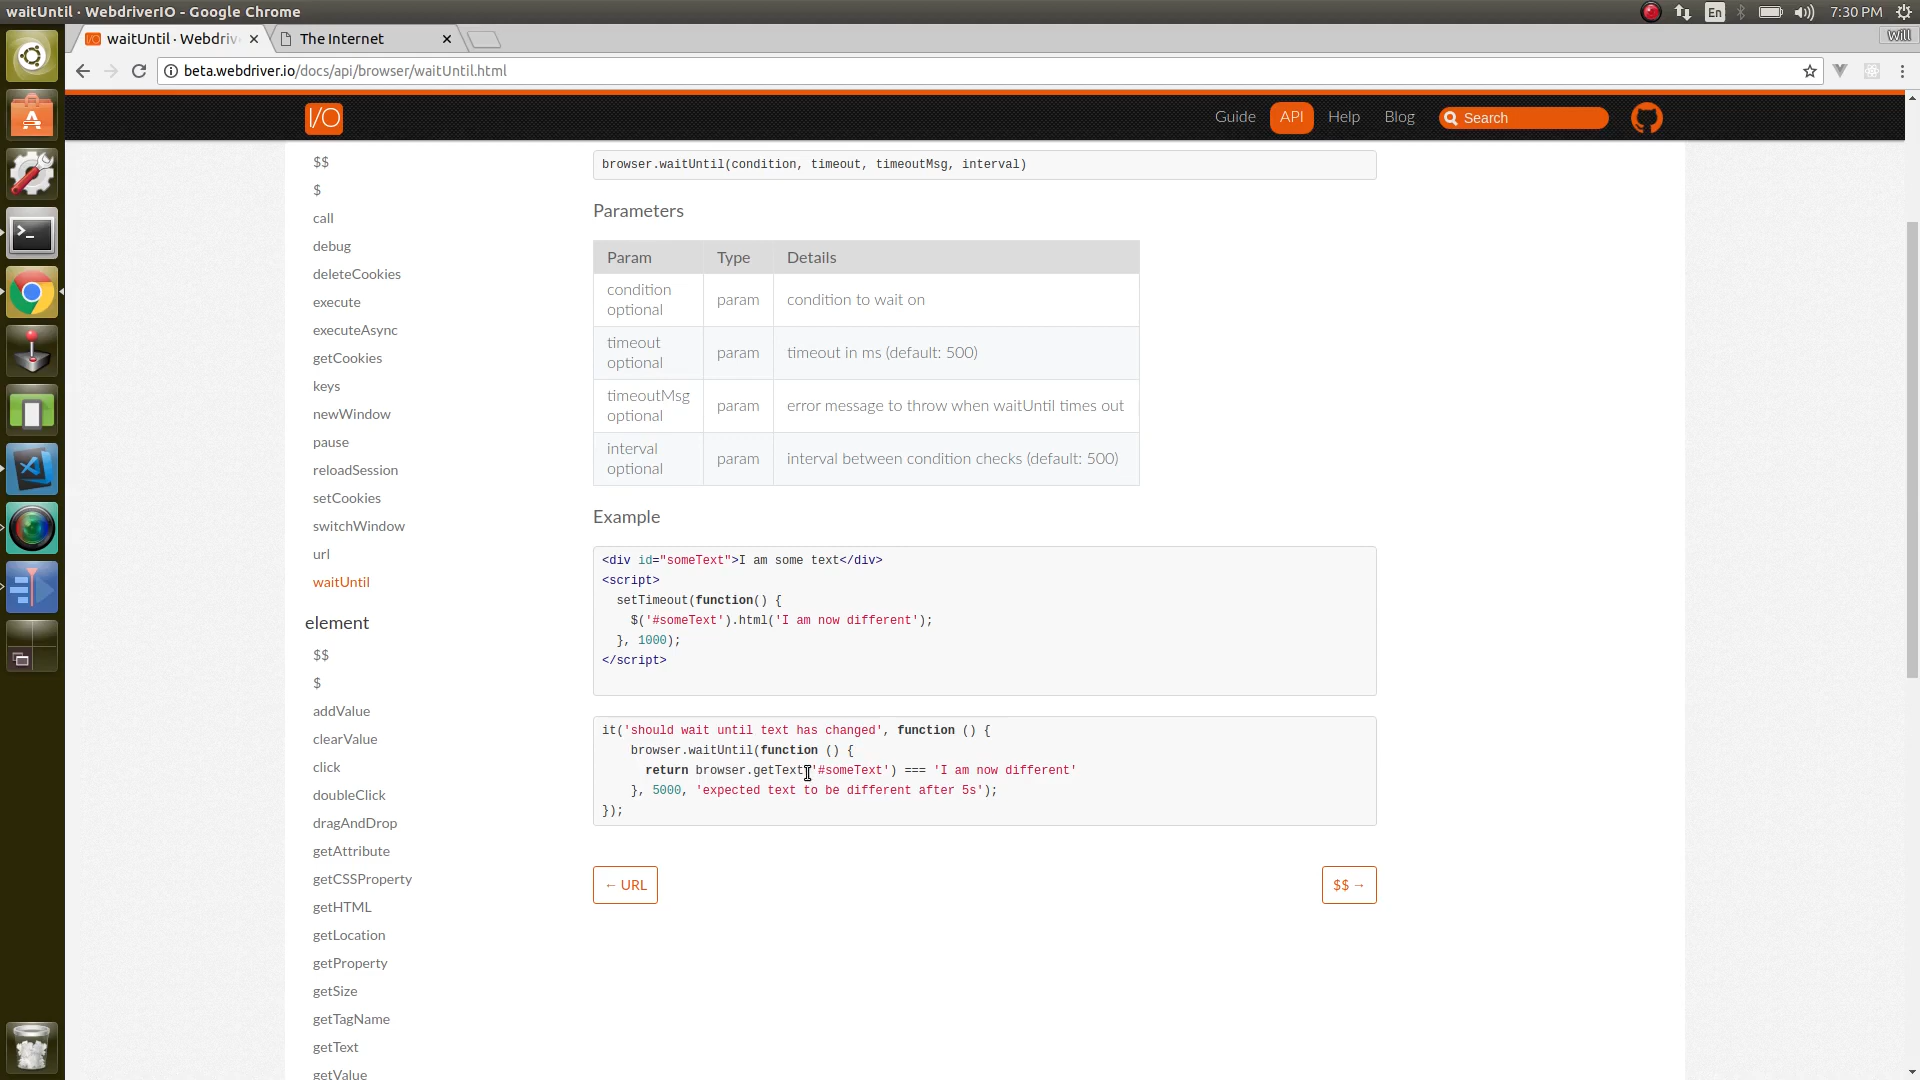 waitUntil · WebdriverIO - Google Chrome
En
7:30 PM
waitUntil · Webdriv
The Internet
Will
beta.webdriver.io/docs/api/browser/waitUntil.html
I/O
Guide
API
Help
Blog
Search
$$
$
call
debug
deleteCookies
execute
executeAsync
getCookies
keys
newWindow
pause
reloadSession
setCookies
switchWindow
url
waitUntil
element
$$
$
addValue
clearValue
click
doubleClick
dragAndDrop
getAttribute
getCSSProperty
getHTML
getLocation
getProperty
getSize
getTagName
getText
getValue
browser.waitUntil(condition, timeout, timeoutMsg, interval)
Parameters
Param Type Details
condition
optional
param
condition to wait on
timeout
optional
param
timeout in ms (default: 500)
timeoutMsg
optional
param
error message to throw when waitUntil times out
interval
optional
param
interval between condition checks (default: 500)
Example
<div id="someText">I am some text</div>
<script>
setTimeout(function() {
$('#someText').html('I am now different');
}, 1000);
</script>
it('should wait until text has changed', function () {
browser.waitUntil(function () {
return browser.getText('#someText') === 'I am now different'
}, 5000, 'expected text to be different after 5s');
});
← URL
$$ →